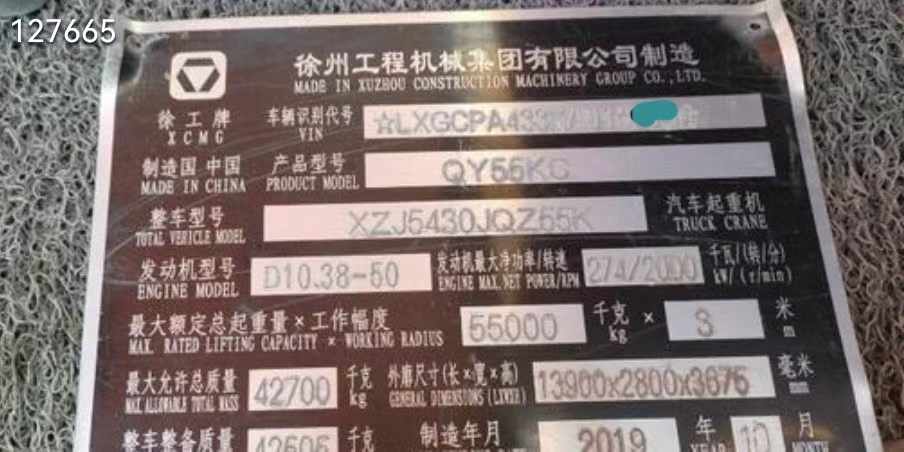 127665
徐州工程机械集团有限公司制造
MADE IN XUZHOU CONSTRUCTION MACHINERY GROUP CO.,LTD.
徐工牌
XCMG
车辆识别代号
VIN
☆LXGCPA433
制造国 中国
MADE IN CHINA
产品型号
PRODUCT MODEL
QY55KC
整车型号
TOTAL VEHICLE MODEL
XZJ5430JQZ55K
汽车起重机
TRUCK CRANE
发动机型号
ENGINE MODEL
D10.38-50
发动机最大净功率/转速
ENGINE MAX.NET POWER/RPM
274/2000
千瓦/(转/分)
kW/(r/min)
最大额定总起重量×工作幅度
MAX. RATED LIFTING CAPACITY × WORKING RADIUS
55000
千克
kg
×
3
米
m
最大允许总质量
MAX.ALLOWABLE TOTAL MASS
42700
千克
kg
外廓尺寸(长×宽×高)
GENERAL DIMENSIONS(LXWXH)
13900x2800x3675
毫米
mm
整车整备质量
42505
千克
制造年月
2019
年
YEAR
10
月
MONTH